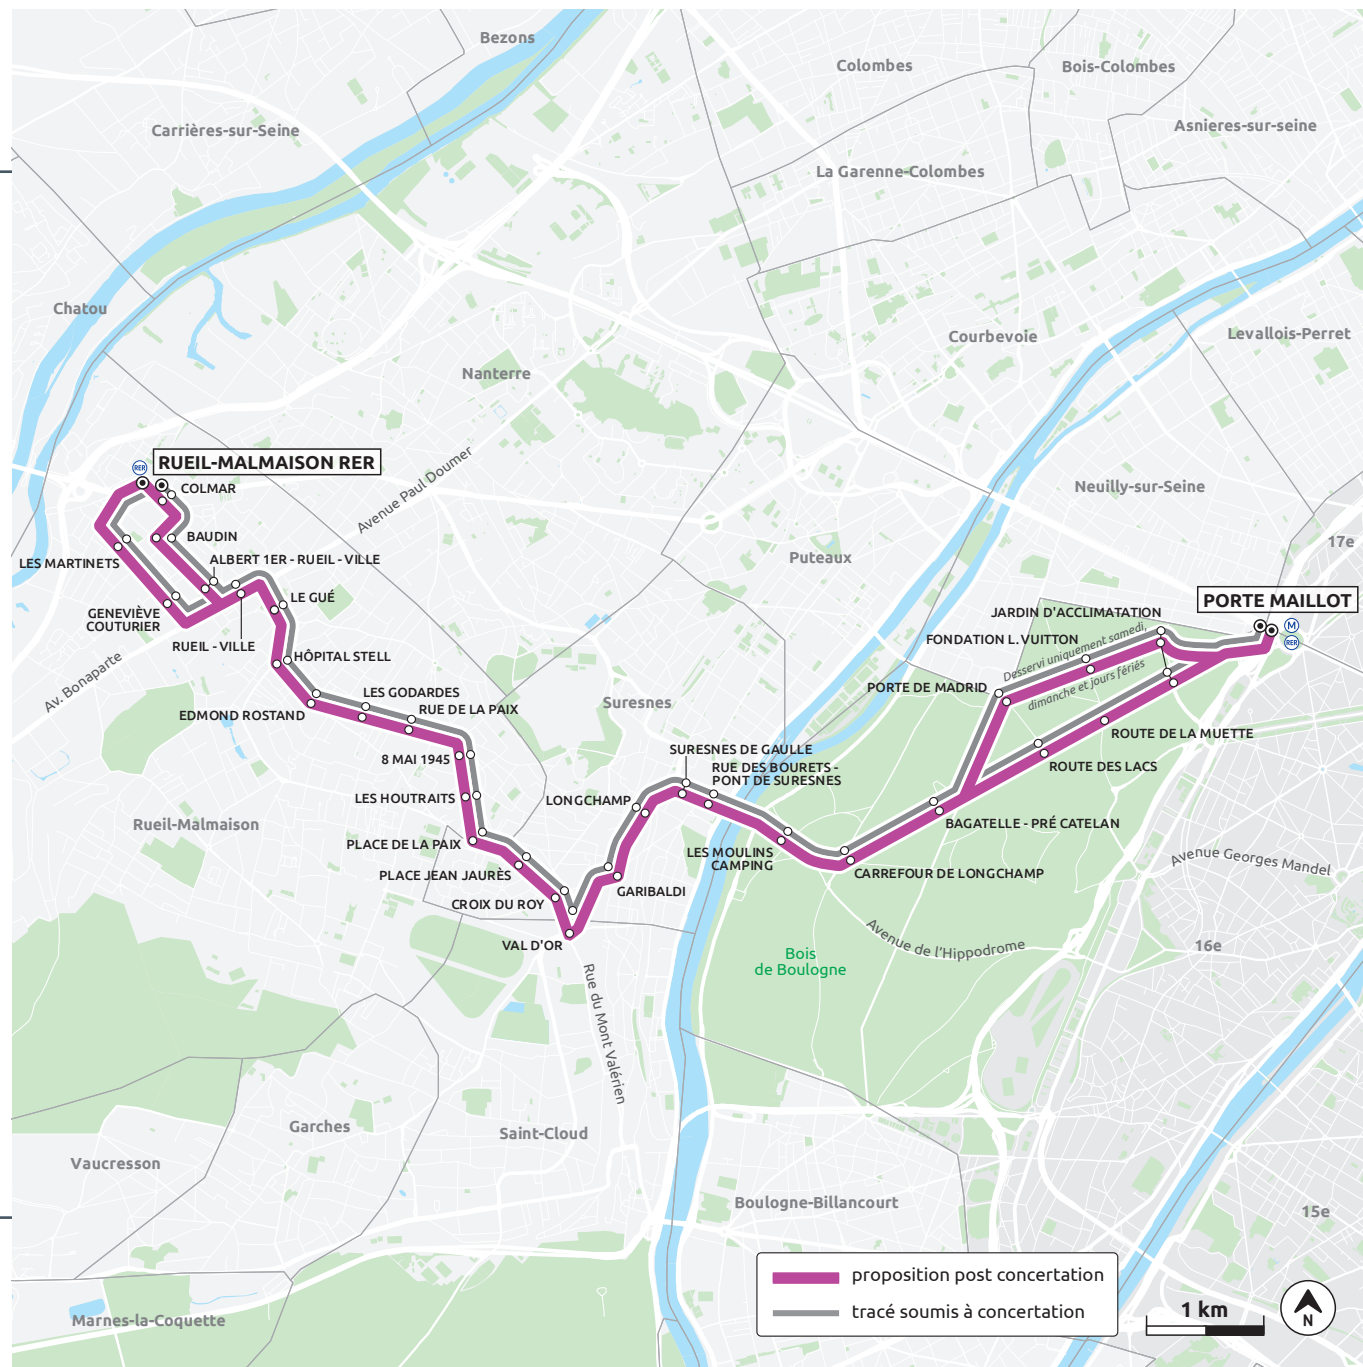 Bezons
Colombes
Bois-Colombes
Carrières-sur-Seine
Asnieres-sur-seine
La Garenne-Colombes
Chatou
Courbevoie
Levallois-Perret
Nanterre
Avenue Paul Doumer
RER
RUEIL-MALMAISON RER
COLMAR
Neuilly-sur-Seine
BAUDIN
17e
ALBERT 1ER - RUEIL - VILLE
LES MARTINETS
Puteaux
LE GUÉ
PORTE MAILLOT
M
RER
GENEVIÈVE
COUTURIER
JARDIN D'ACCLIMATATION
RUEIL - VILLE
FONDATION L.VUITTON
Desservi uniquement samedi,
dimanche et jours fériés
HÔPITAL STELL
Av. Bonaparte
PORTE DE MADRID
LES GODARDES
RUE DE LA PAIX
EDMOND ROSTAND
Suresnes
ROUTE DE LA MUETTE
8 MAI 1945
SURESNES DE GAULLE
RUE DES BOURETS -
PONT DE SURESNES
ROUTE DES LACS
LES HOUTRAITS
LONGCHAMP
Rueil-Malmaison
BAGATELLE - PRÉ CATELAN
PLACE DE LA PAIX
LES MOULINS
CAMPING
Avenue Georges Mandel
PLACE JEAN JAURÈS
CARREFOUR DE LONGCHAMP
GARIBALDI
CROIX DU ROY
VAL D'OR
Avenue de l'Hippodrome
16e
Bois
de Boulogne
Rue du Mont Valérien
Garches
Saint-Cloud
Vaucresson
Boulogne-Billancourt
15e
proposition post concertation
tracé soumis à concertation
1 km
N
Marnes-la-Coquette